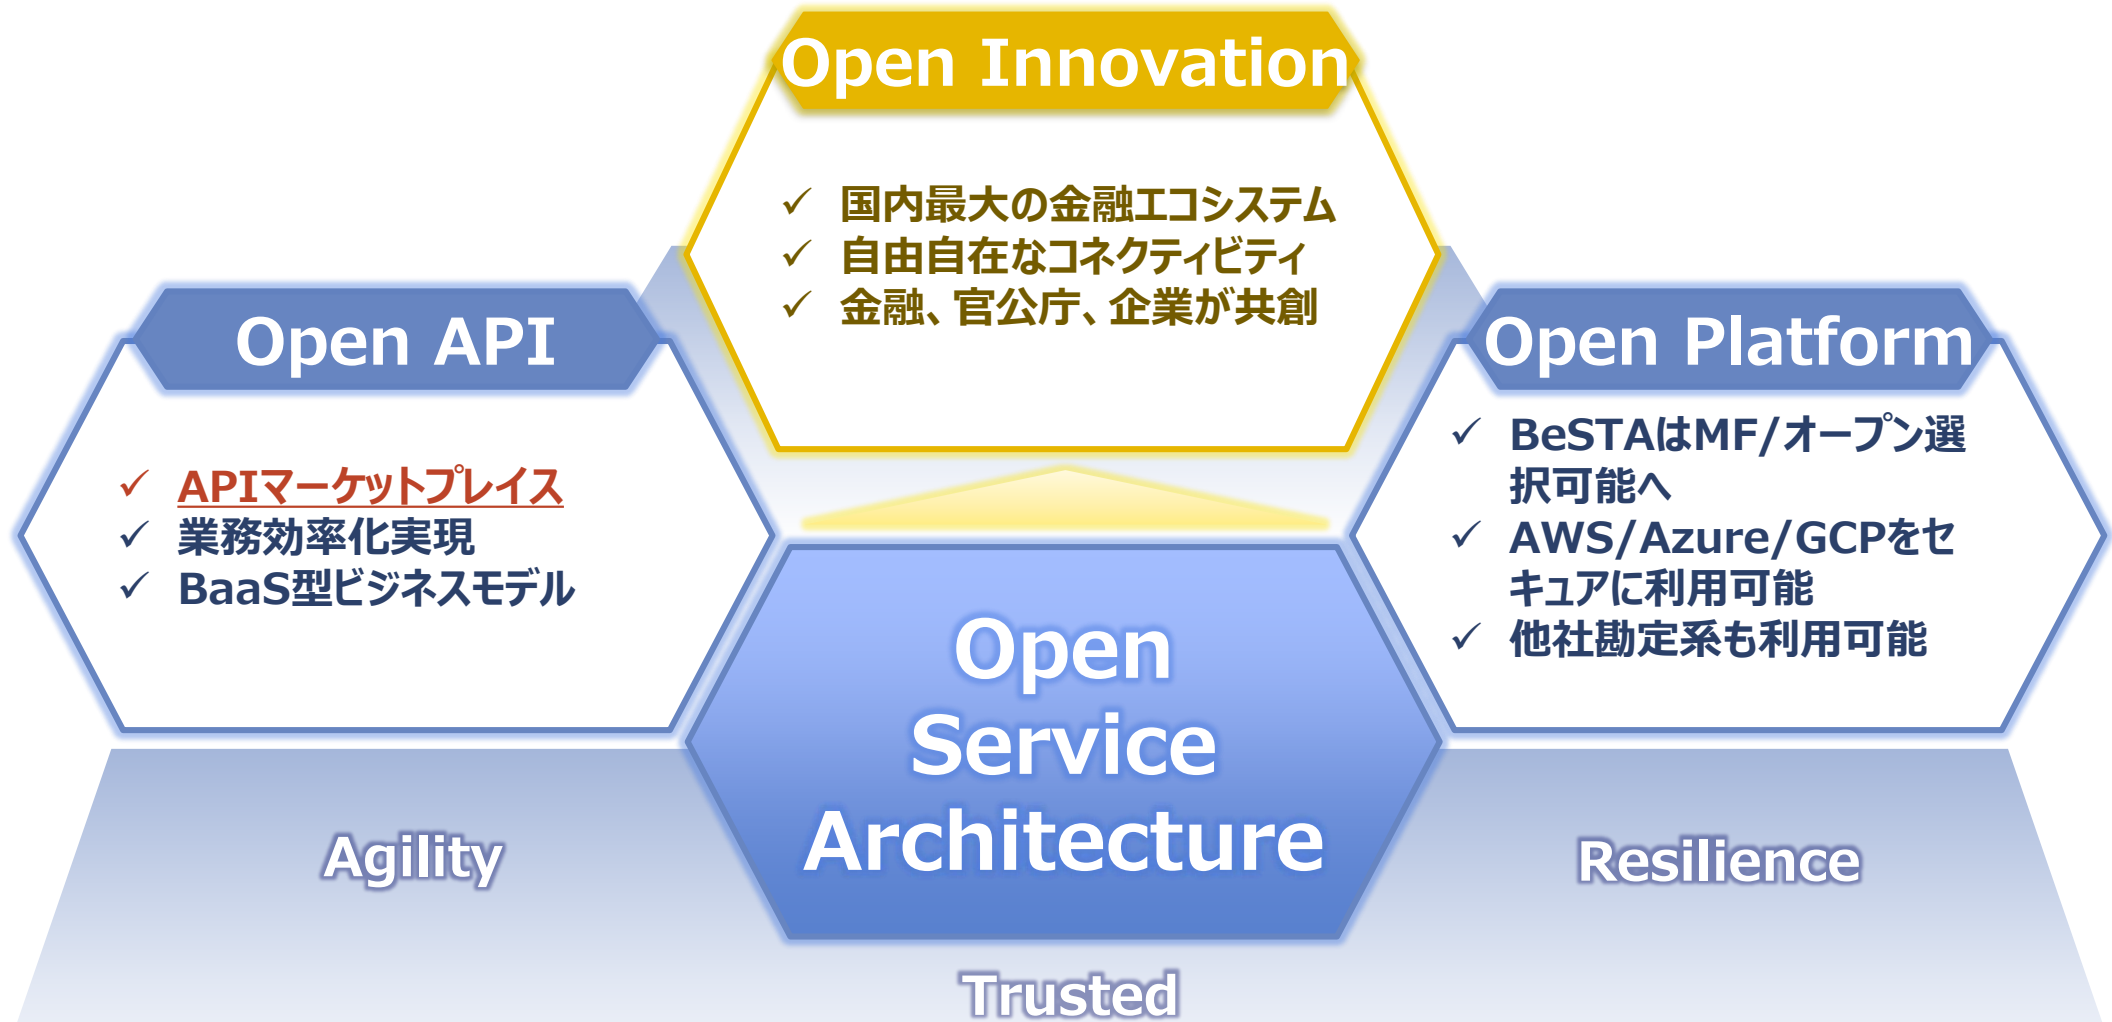 Open Innovation
✓ 国内最大の金融エコシステム
✓ 自由自在なコネクティビティ
✓ 金融、官公庁、企業が共創
Open API
✓ APIマーケットプレイス
✓ 業務効率化実現
✓ BaaS型ビジネスモデル
Open Platform
✓ BeSTAはMF/オープン選
択可能へ
✓ AWS/Azure/GCPをセ
キュアに利用可能
✓ 他社勘定系も利用可能
Open
Service
Architecture
Agility
Resilience
Trusted